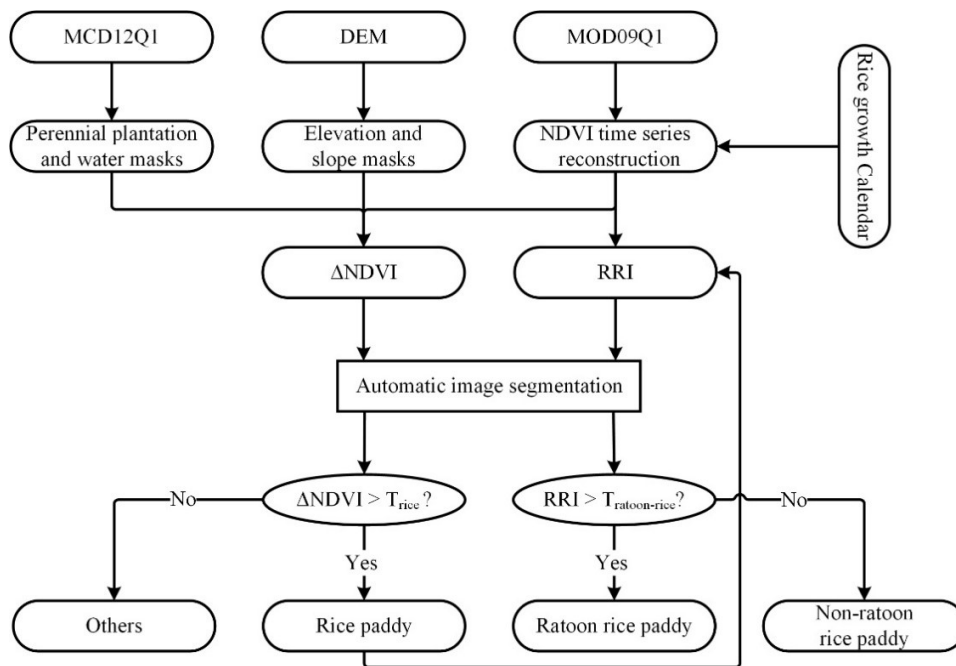 MCD12Q1
DEM
MOD09Q1
Rice growth Calendar
Perennial plantation
and water masks
Elevation and
slope masks
NDVI time series
reconstruction
ΔNDVI
RRI
Automatic image segmentation
No
ΔNDVI > Trice?
RRI > Tratoon-rice?
No
Yes
Yes
Others
Rice paddy
Ratoon rice paddy
Non-ratoon
rice paddy